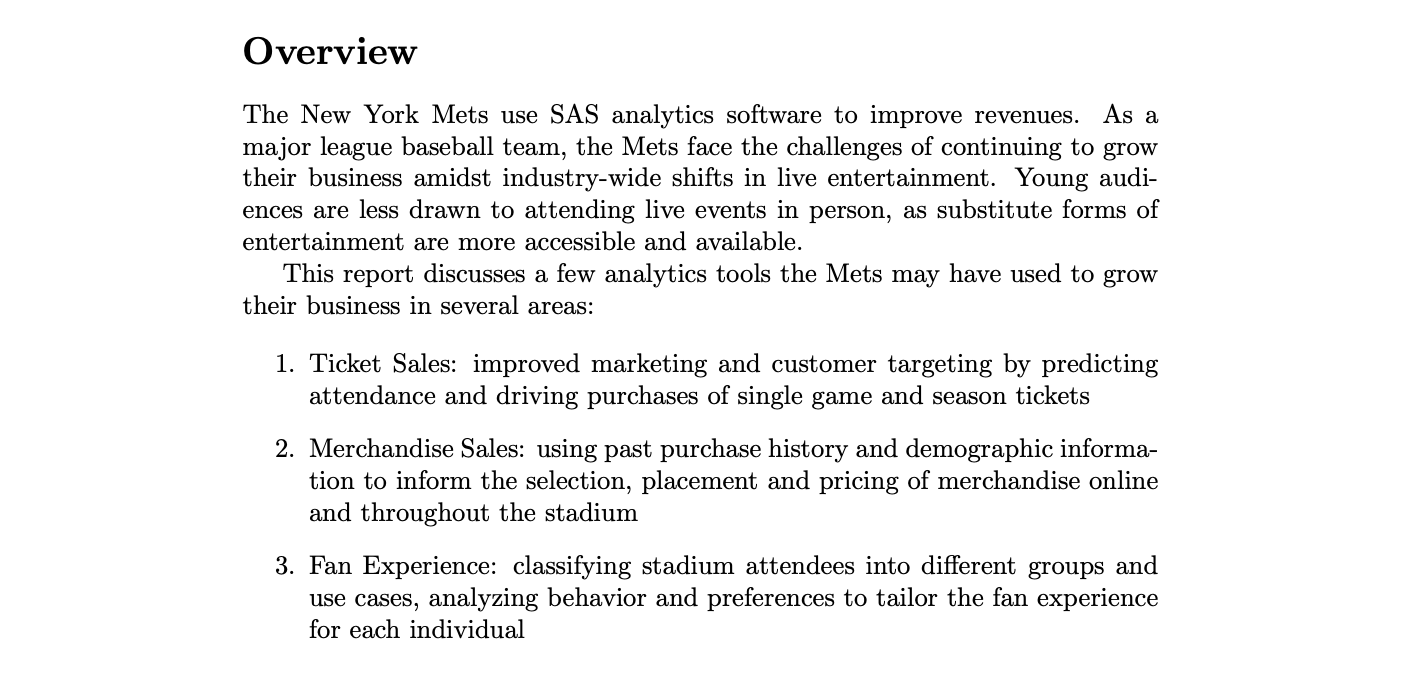 Overview
The New York Mets use SAS analytics software to improve revenues. As a
major league baseball team, the Mets face the challenges of continuing to grow
their business amidst industry-wide shifts in live entertainment. Young audi-
ences are less drawn to attending live events in person, as substitute forms of
entertainment are more accessible and available.
This report discusses a few analytics tools the Mets may have used to grow
their business in several areas:
1. Ticket Sales: improved marketing and customer targeting by predicting
attendance and driving purchases of single game and season tickets
2. Merchandise Sales: using past purchase history and demographic informa-
tion to inform the selection, placement and pricing of merchandise online
and throughout the stadium
3. Fan Experience: classifying stadium attendees into different groups and
use cases, analyzing behavior and preferences to tailor the fan experience
for each individual